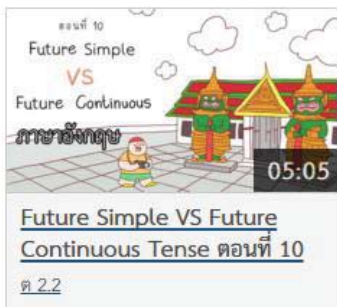 ตอนที่ 10
Future Simple
VS
Future Continuous
ภาษาอังกฤษ
05:05
Future Simple VS Future
Continuous Tense ตอนที่ 10
ต 2.2